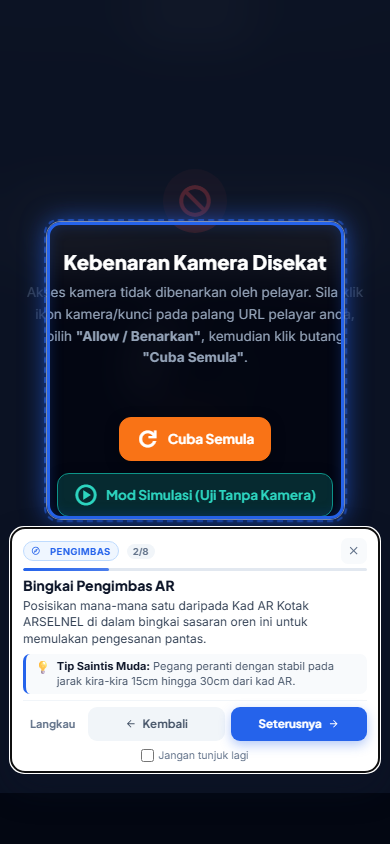 Kebenaran Kamera Disekat
Akses kamera tidak dibenarkan oleh pelayar. Sila klik
ikon kamera/kunci pada palang URL pelayar anda,
pilih "Allow / Benarkan", kemudian klik butang
"Cuba Semula".
Cuba Semula
Mod Simulasi (Uji Tanpa Kamera)
PENGIMBAS 2/8
Bingkai Pengimbas AR
Posisikan mana-mana satu daripada Kad AR Kotak
ARSELNEL di dalam bingkai sasaran oren ini untuk
memulakan pengesanan pantas.
Tip Saintis Muda: Pegang peranti dengan stabil pada
jarak kira-kira 15cm hingga 30cm dari kad AR.
Langkau ← Kembali Seterusnya →
Jangan tunjuk lagi